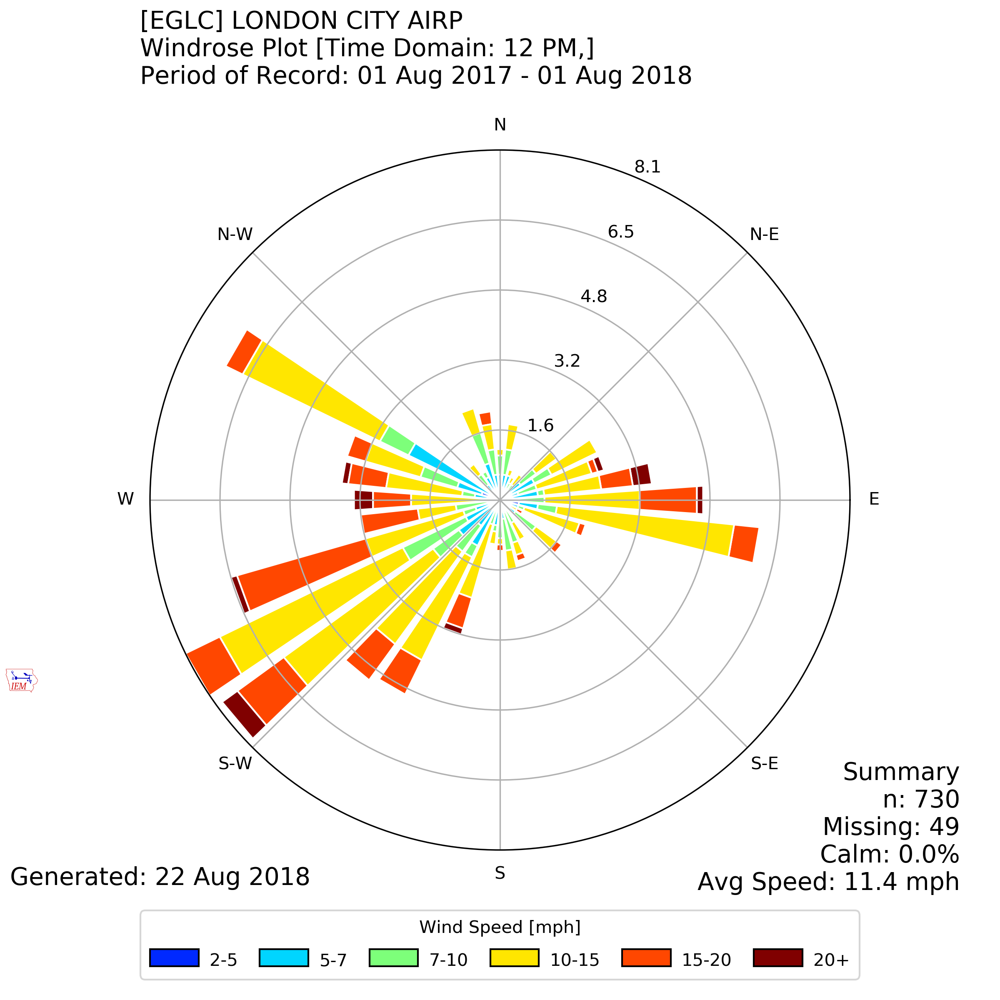 [EGLC] LONDON CITY AIRP
Windrose Plot [Time Domain: 12 PM,]
Period of Record: 01 Aug 2017 - 01 Aug 2018
N
8.1
N-W
N-E
6.5
4.8
3.2
1.6
W
E
IEM
S-W
S-E
Summary
n: 730
Missing: 49
Calm: 0.0%
Avg Speed: 11.4 mph
S
Generated: 22 Aug 2018
Wind Speed [mph]
2-5
5-7
7-10
10-15
15-20
20+